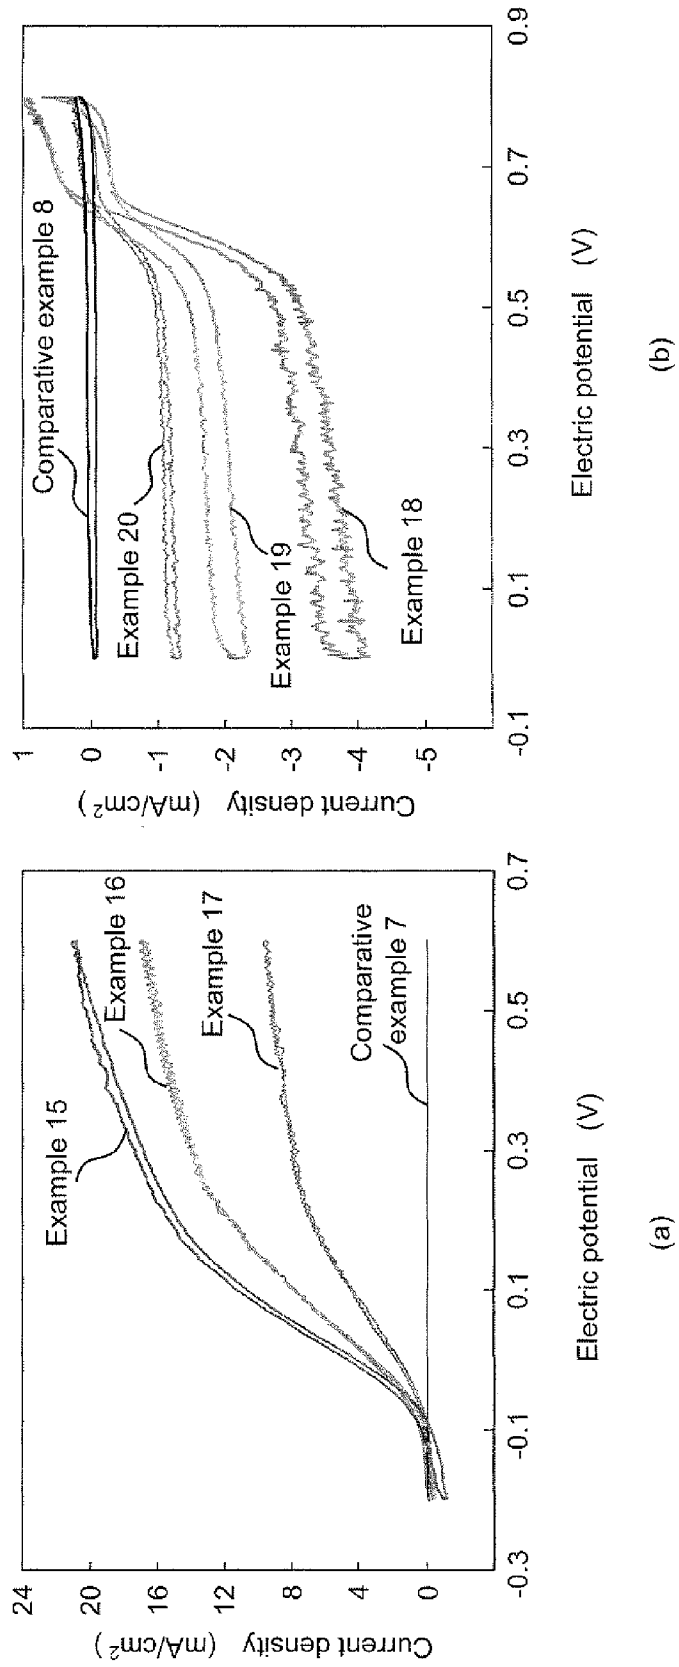 Current density (mA/cm²)
24
20
16
12
8
4
0
Example 15
Example 16
Example 17
Comparative
example 7
-0.3
-0.1
0.1
0.3
0.5
0.7
Electric potential (V)
(a)
Current density (mA/cm²)
1
0
-1
-2
-3
-4
-5
Comparative example 8
Example 20
Example 19
Example 18
-0.1
0.1
0.3
0.5
0.7
0.9
Electric potential (V)
(b)